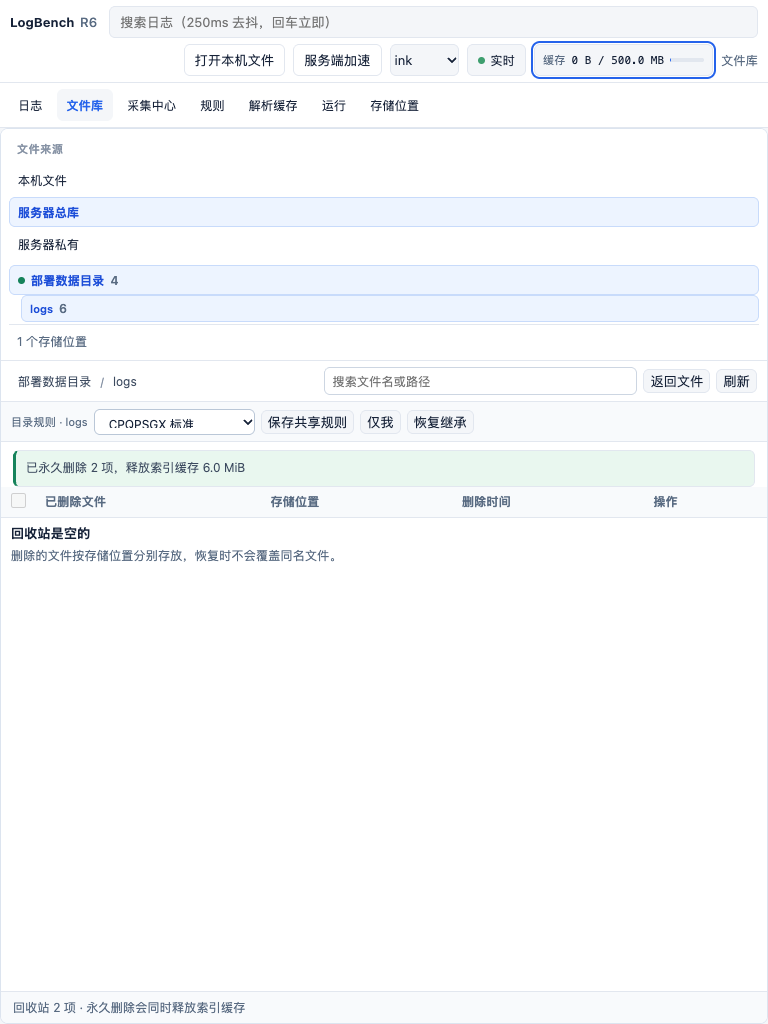 LogBench R6 搜索日志（250ms 去抖，回车立即）
打开本机文件 服务端加速 ink 实时 缓存 0 B / 500.0 MB 文件库
日志 文件库 采集中心 规则 解析缓存 运行 存储位置
文件来源
本机文件
服务器总库
服务器私有
部署数据目录 4
logs 6
1 个存储位置
部署数据目录 / logs 搜索文件名或路径 返回文件 刷新
目录规则 · logs CPOPSGX 标准 保存共享规则 仅我 恢复继承
已永久删除 2 项，释放索引缓存 6.0 MiB
已删除文件 存储位置 删除时间 操作
回收站是空的
删除的文件按存储位置分别存放，恢复时不会覆盖同名文件。
回收站 2 项 · 永久删除会同时释放索引缓存